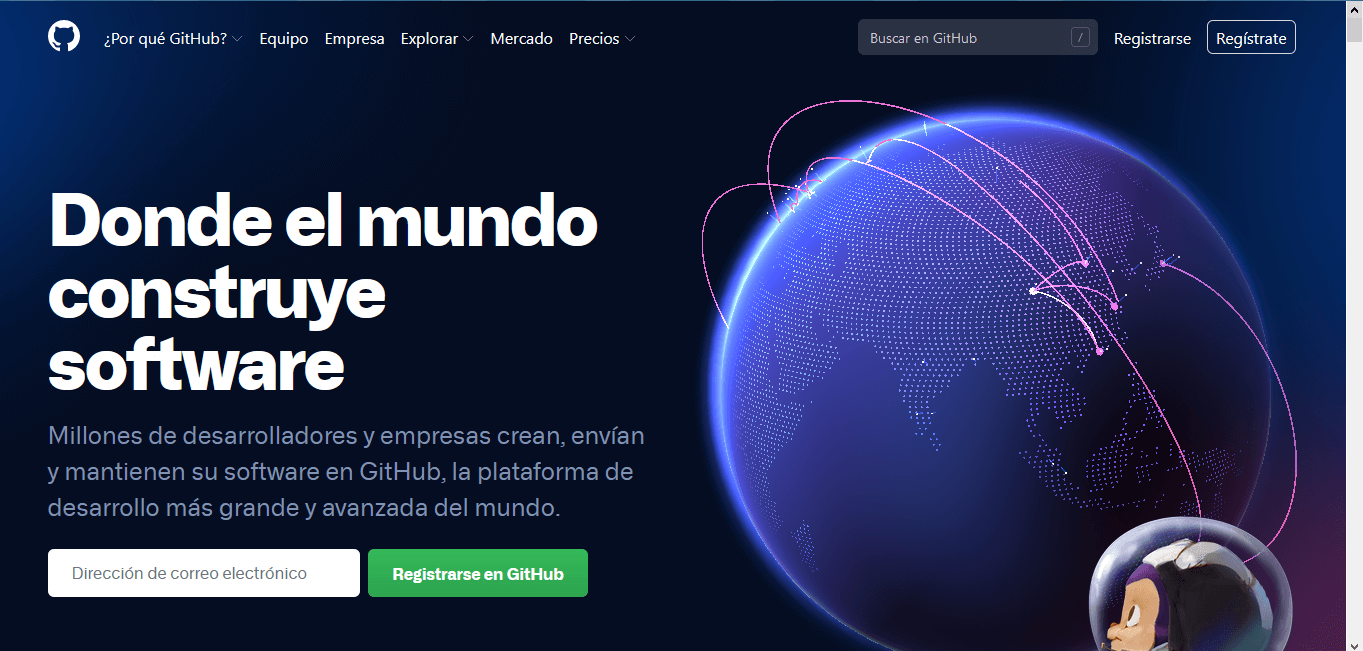 ¿Por qué GitHub? Equipo Empresa Explorar Mercado Precios Buscar en GitHub / Registrarse Regístrate
Donde el mundo
construye
software
Millones de desarrolladores y empresas crean, envían
y mantienen su software en GitHub, la plataforma de
desarrollo más grande y avanzada del mundo.
Dirección de correo electrónico Registrarse en GitHub